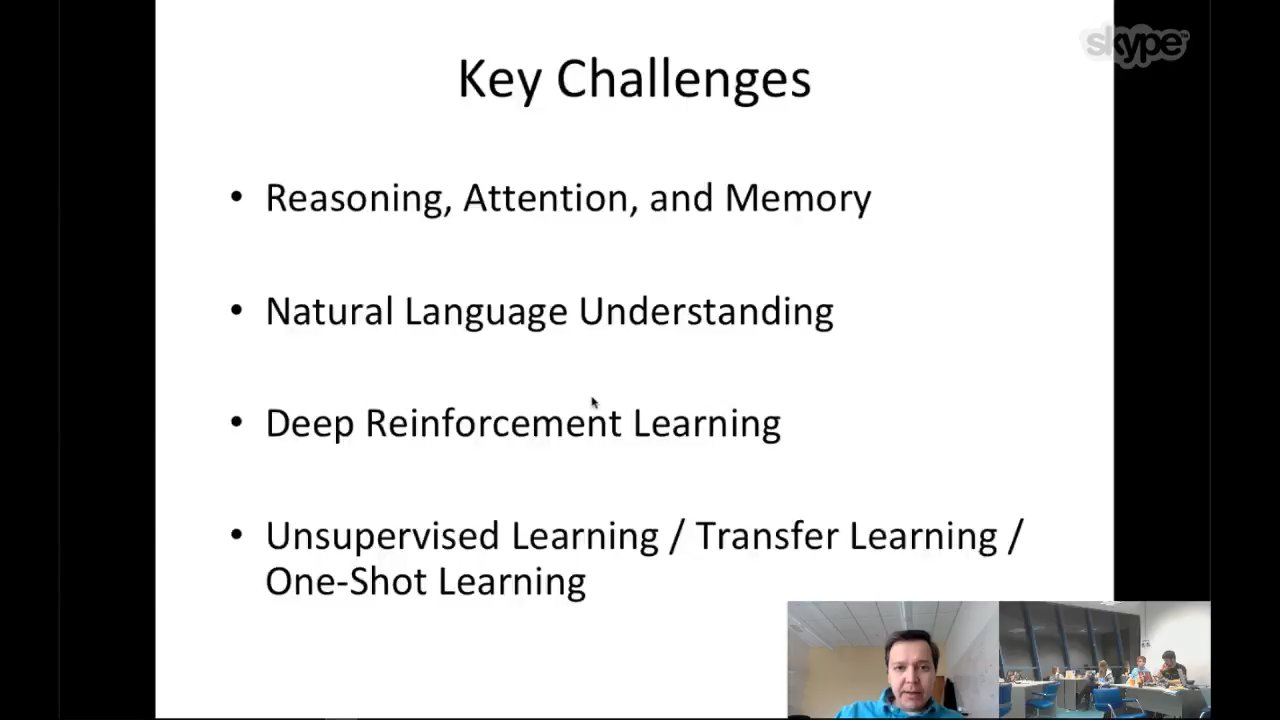 skype™
Key Challenges
• Reasoning, Attention, and Memory
• Natural Language Understanding
• Deep Reinforcement Learning
• Unsupervised Learning / Transfer Learning /
One-Shot Learning